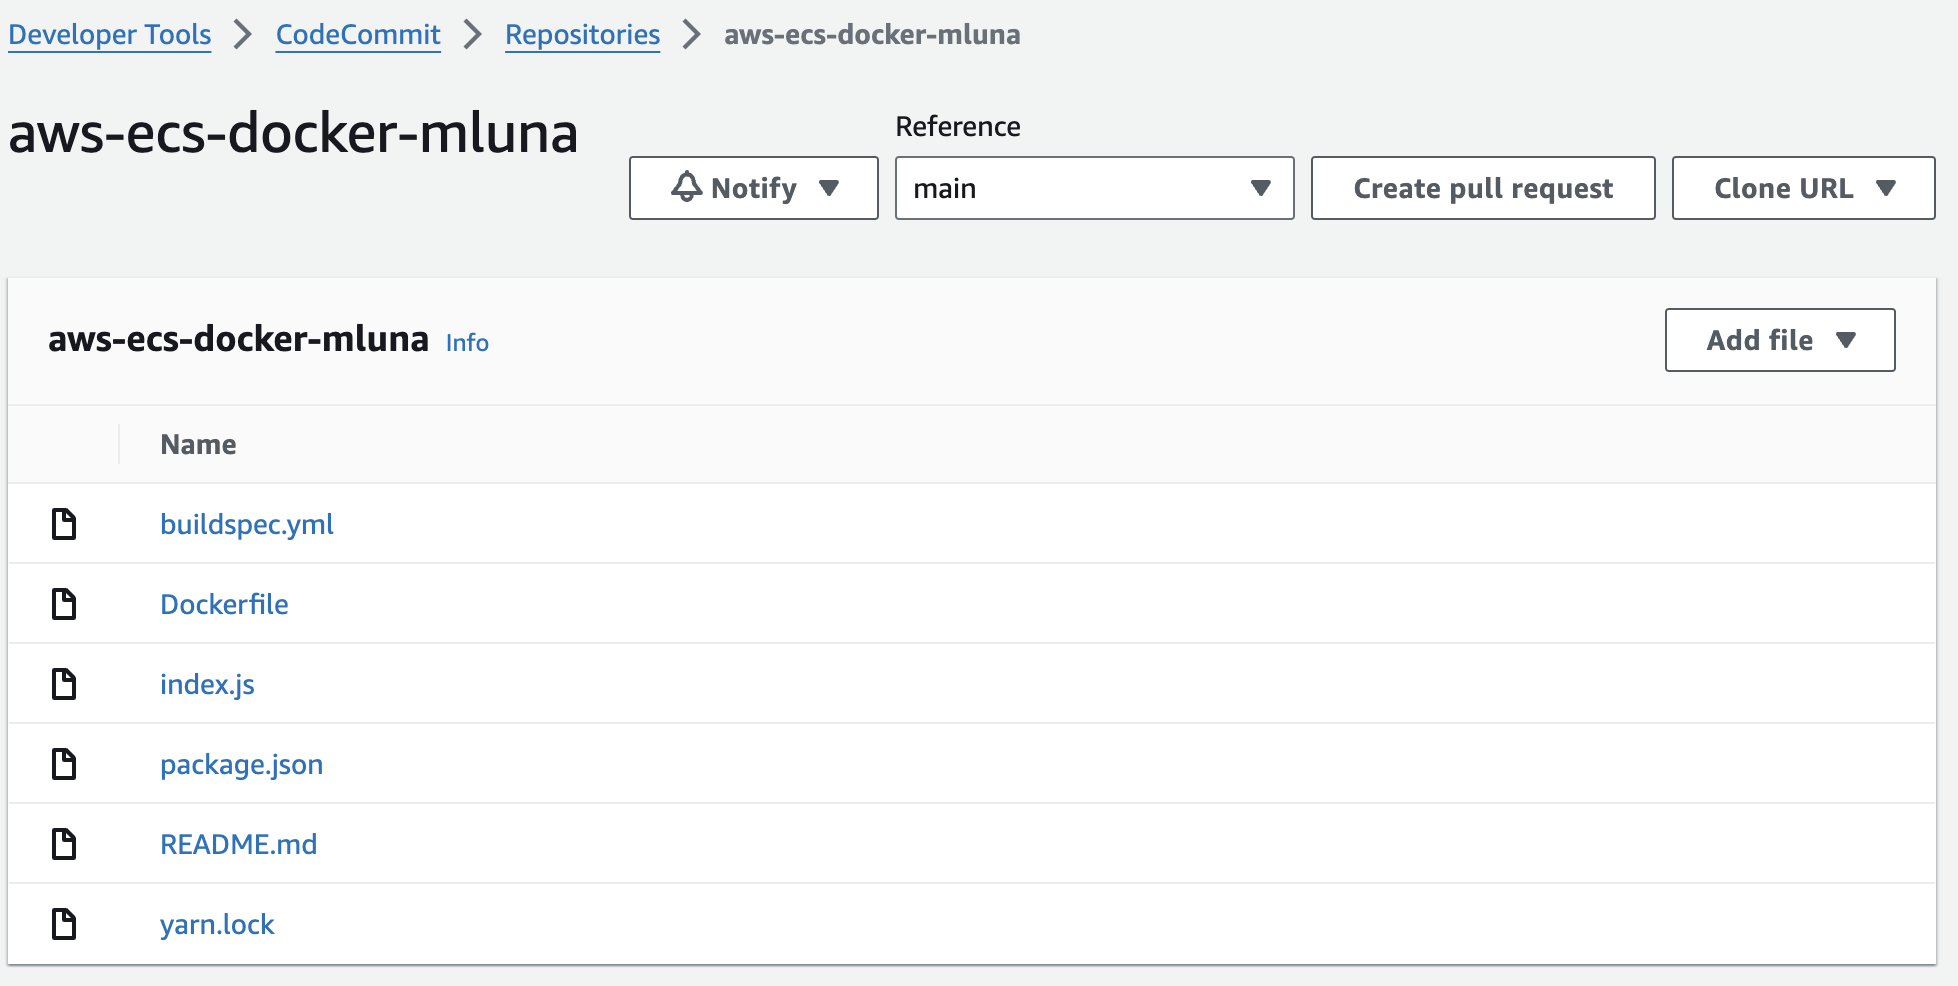 Developer Tools > CodeCommit > Repositories > aws-ecs-docker-mluna
aws-ecs-docker-mluna
Reference
Notify main Create pull request Clone URL
aws-ecs-docker-mluna Info
Add file
Name
buildspec.yml
Dockerfile
index.js
package.json
README.md
yarn.lock